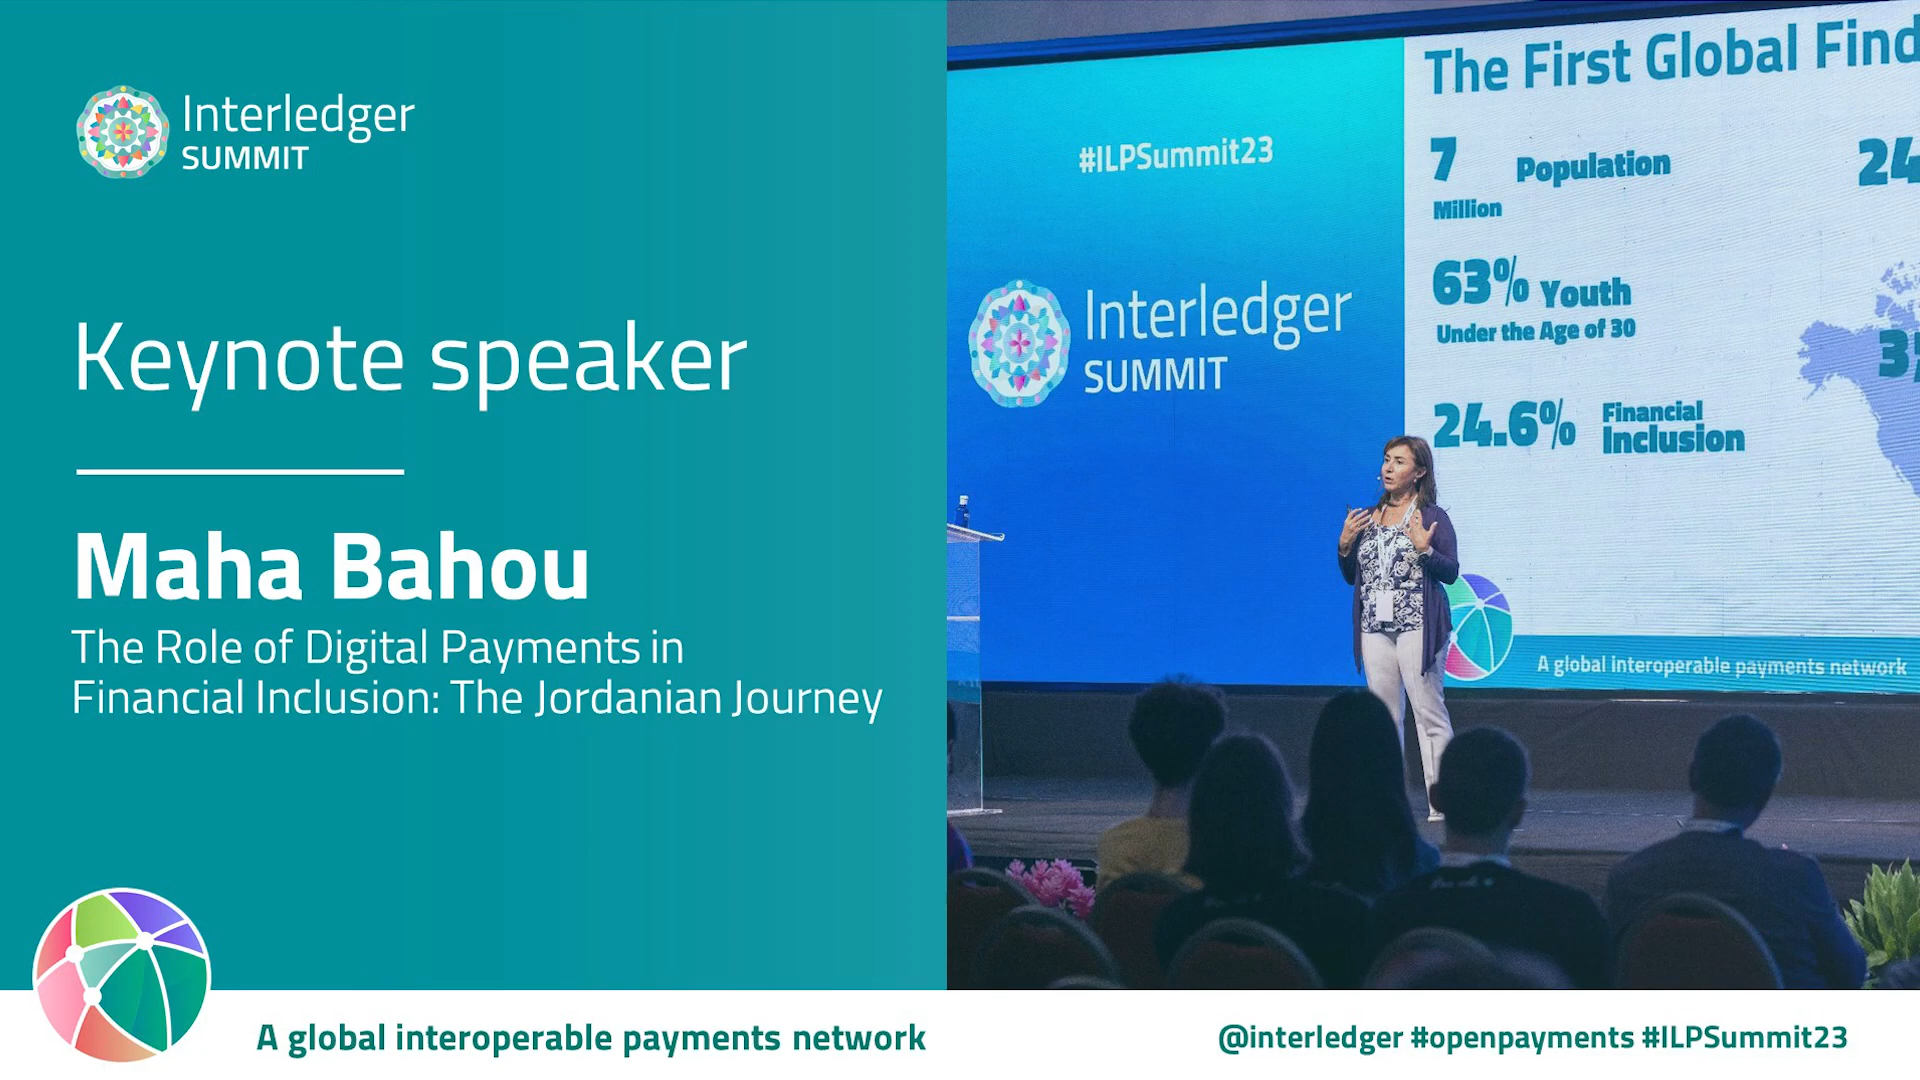 Interledger
SUMMIT
Keynote speaker
Maha Bahou
The Role of Digital Payments in
Financial Inclusion: The Jordanian Journey
A global interoperable payments network
@interledger #openpayments #ILPSummit23
#ILPSummit23
Interledger
SUMMIT
The First Global Find
7 Population
Million
63% Youth
Under the Age of 30
24.6% Financial
Inclusion
24
A global interoperable payments network